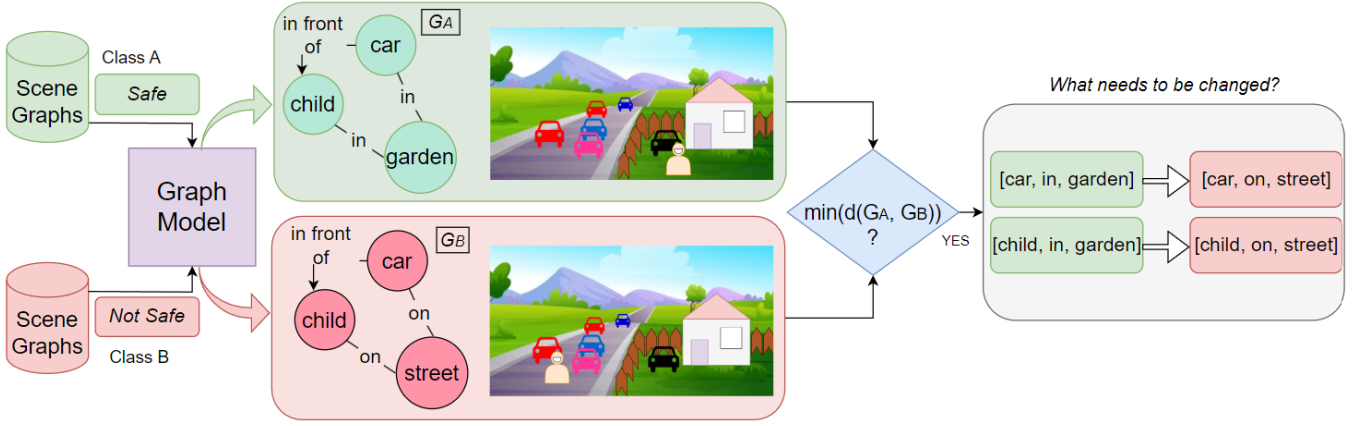 Scene
Graphs
Class A
Safe
Graph
Model
Scene
Graphs
Not Safe
Class B
in front
of
GA
car
child
in
in
garden
in front
of
GB
car
child
on
on
street
min(d(GA, GB))
?
YES
What needs to be changed?
[car, in, garden]
[car, on, street]
[child, in, garden]
[child, on, street]